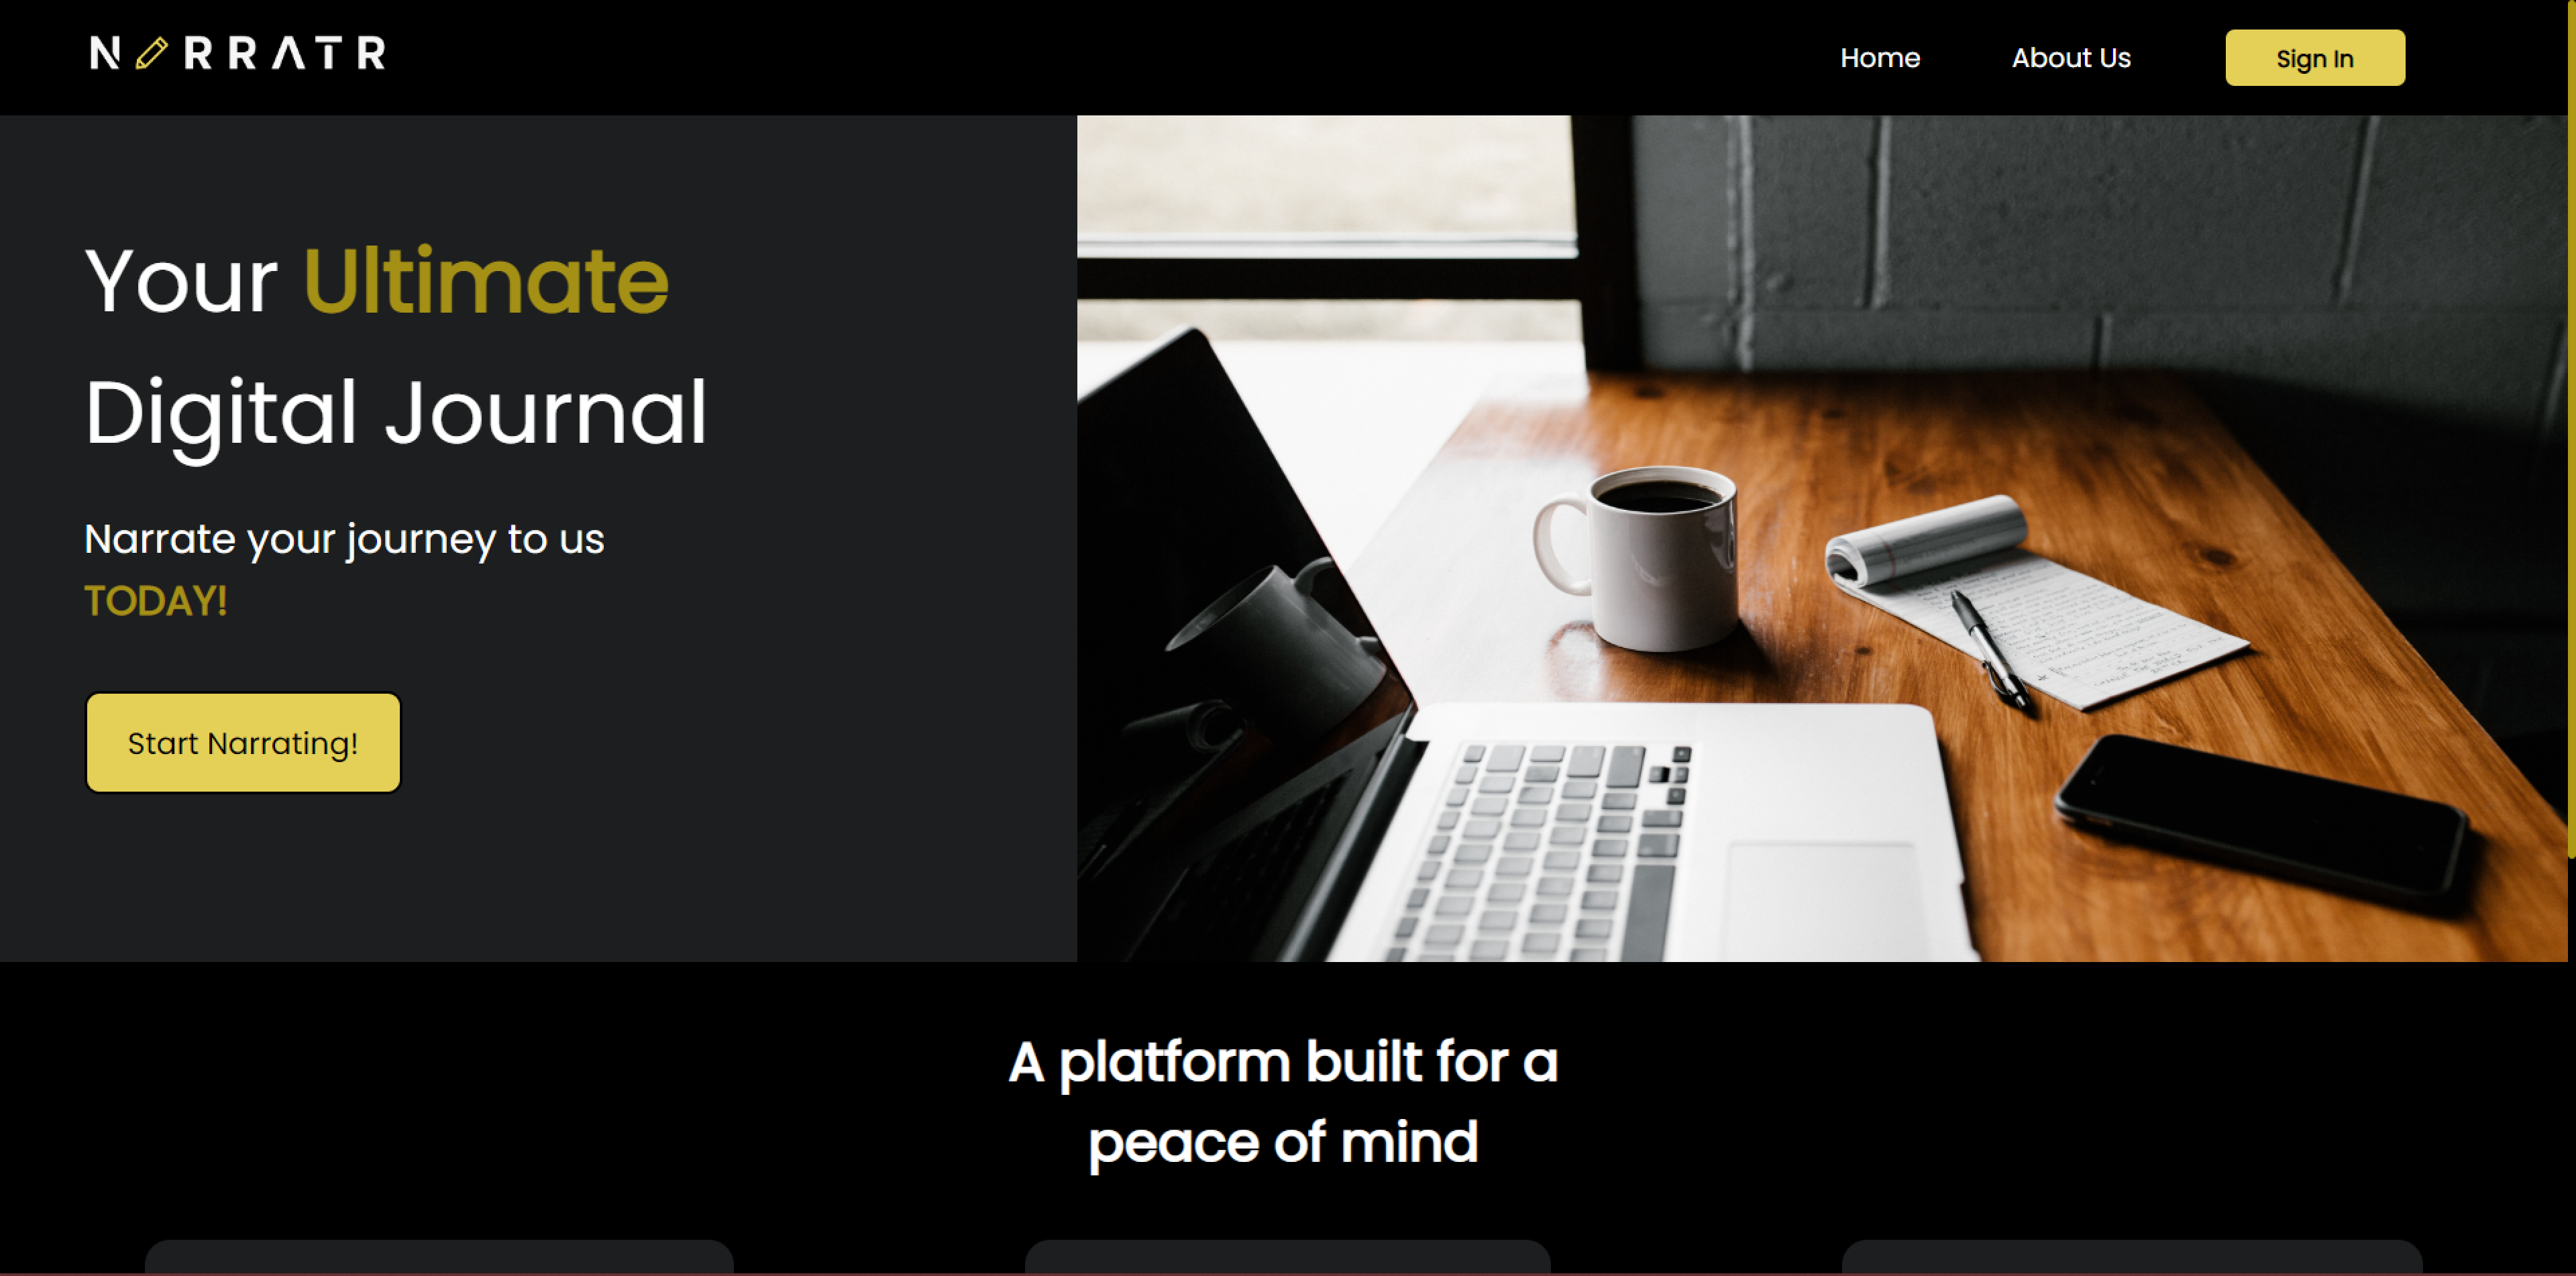 NARRATR
Home
About Us
Sign In
Your Ultimate
Digital Journal
Narrate your journey to us
TODAY!
Start Narrating!
A platform built for a
peace of mind